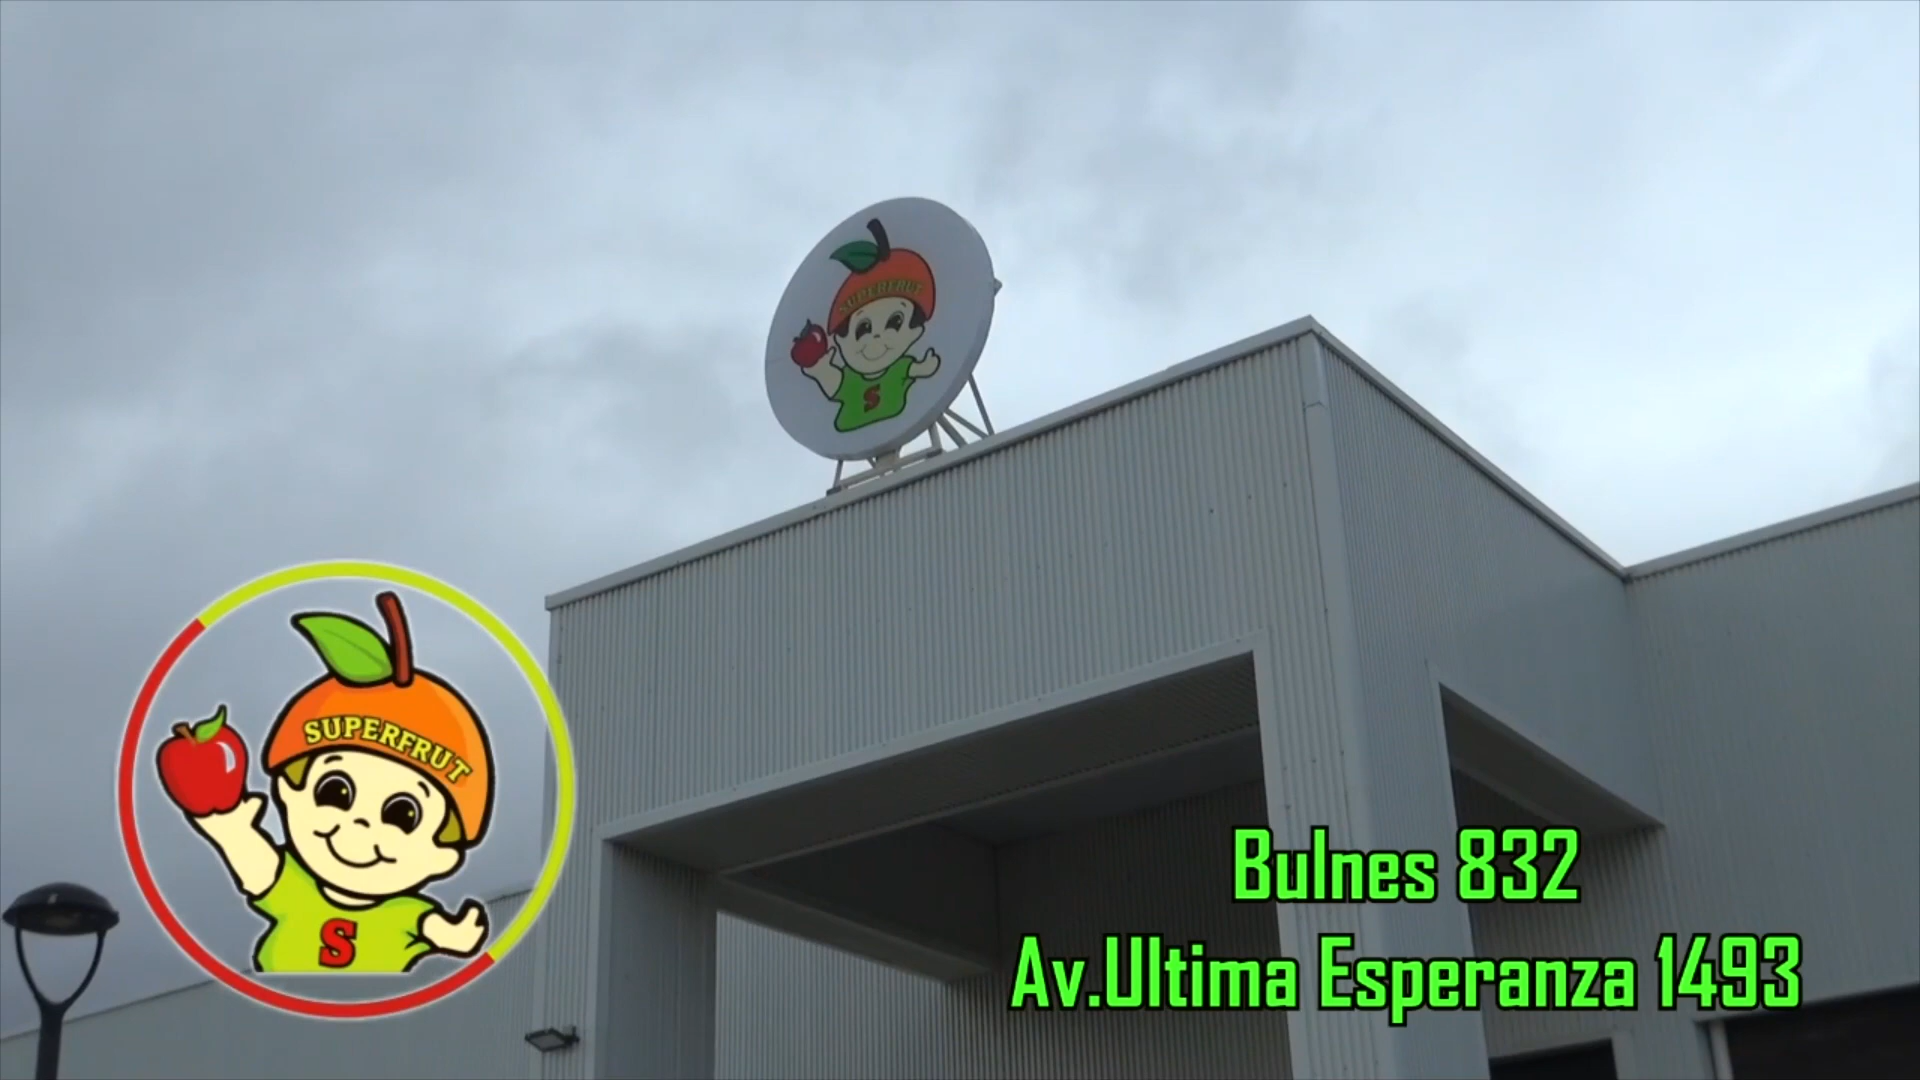 SUPERFRUT
S
SUPERFRUT
S
Bulnes 832
Av.Ultima Esperanza 1493